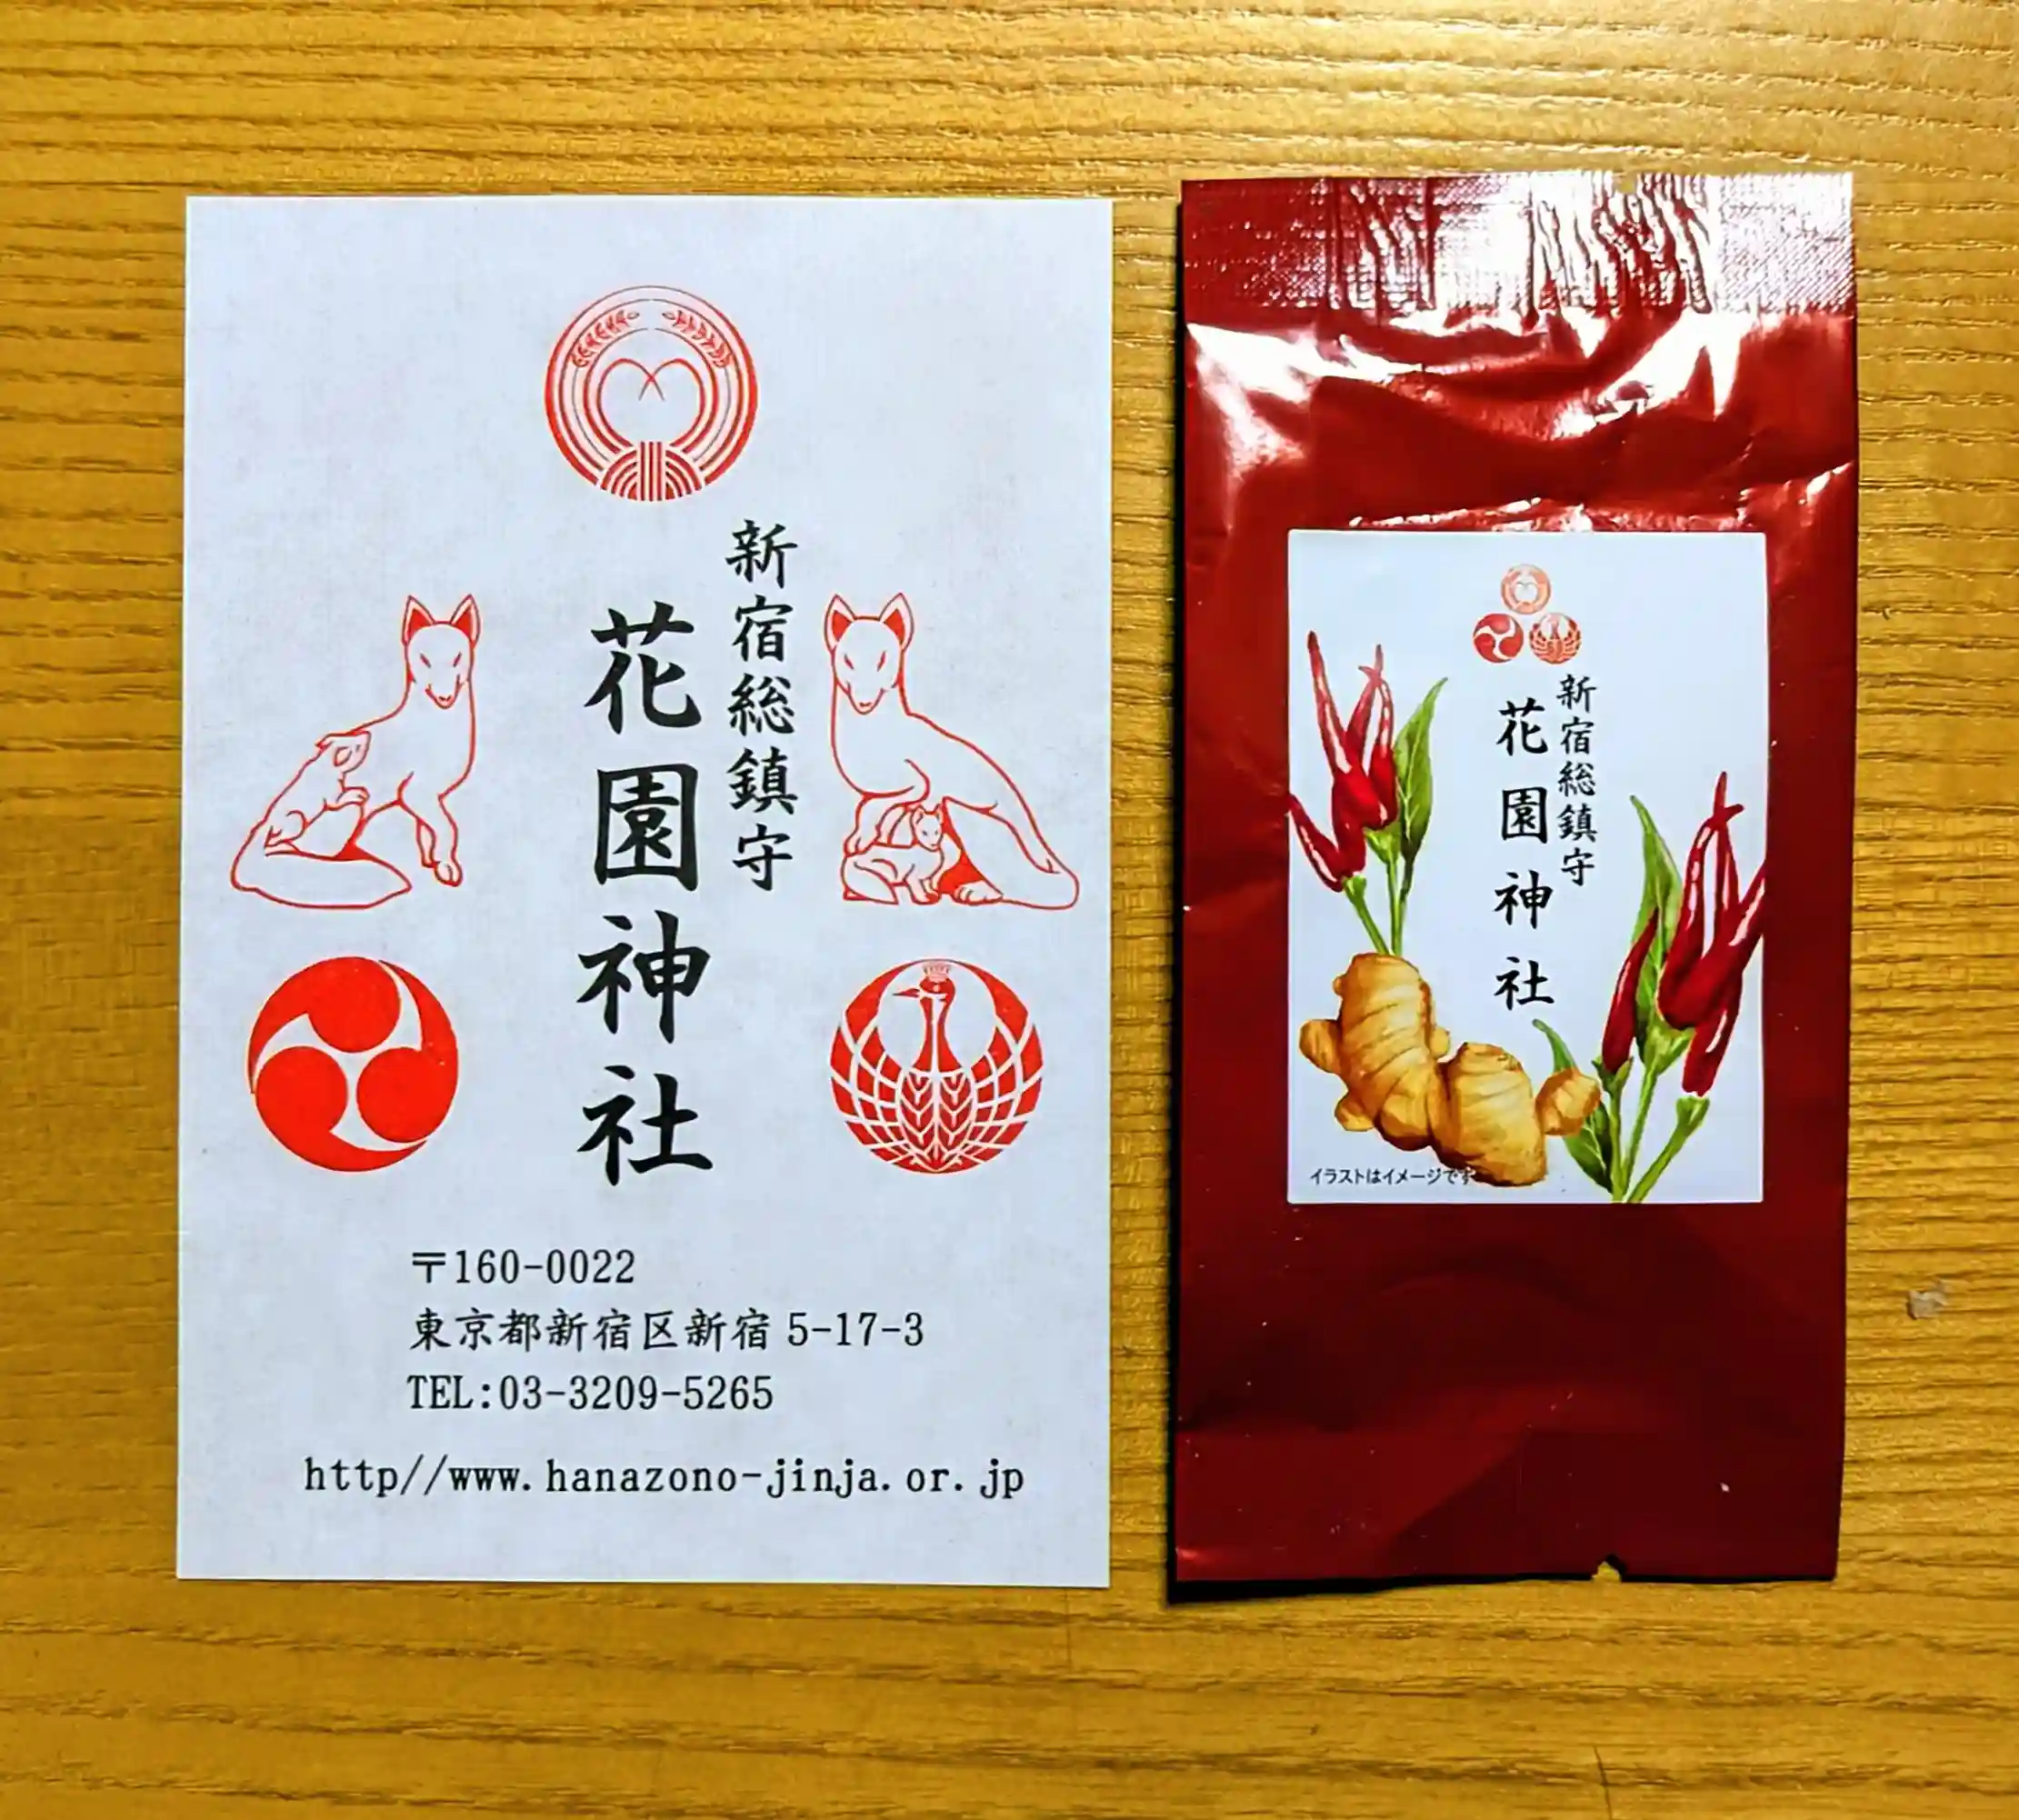 新宿総鎮守
花園神社
〒160-0022
東京都新宿区新宿5-17-3
TEL:03-3209-5265
http//www.hanazono-jinja.or.jp
新宿総鎮守
花園神社
イラストはイメージです